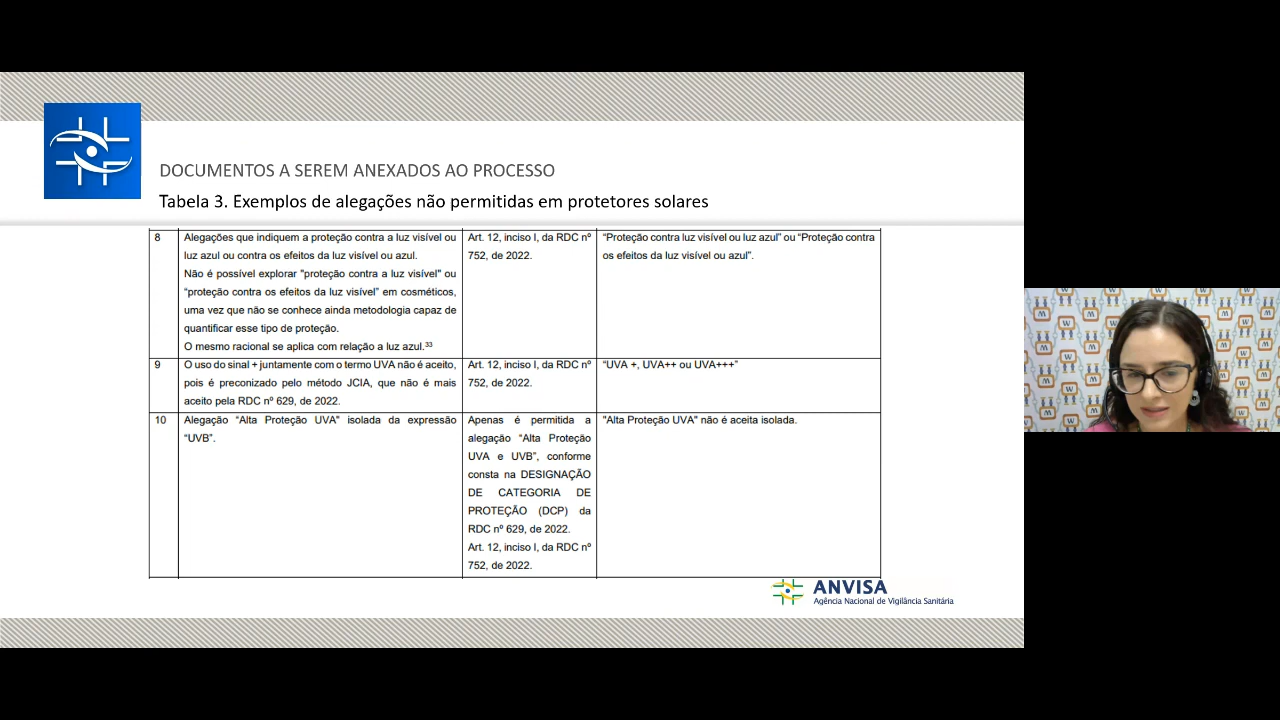 DOCUMENTOS A SEREM ANEXADOS AO PROCESSO
Tabela 3. Exemplos de alegações não permitidas em protetores solares
8
Alegações que indiquem a proteção contra a luz visível ou
luz azul ou contra os efeitos da luz visível ou azul.
Não é possível explorar "proteção contra a luz visível" ou
“proteção contra os efeitos da luz visível” em cosméticos,
uma vez que não se conhece ainda metodologia capaz de
quantificar esse tipo de proteção.
O mesmo racional se aplica com relação a luz azul.³³
Art. 12, inciso I, da RDC nº
752, de 2022.
“Proteção contra luz visível ou luz azul” ou “Proteção contra
os efeitos da luz visível ou azul”.
9
O uso do sinal + juntamente com o termo UVA não é aceito,
pois é preconizado pelo método JCIA, que não é mais
aceito pela RDC nº 629, de 2022.
Art. 12, inciso I, da RDC nº
752, de 2022.
“UVA +, UVA++ ou UVA+++”
10
Alegação “Alta Proteção UVA" isolada da expressão
“UVB”.
Apenas é permitida a
alegação “Alta Proteção
UVA e UVB”, conforme
consta na DESIGNAÇÃO
DE CATEGORIA DE
PROTEÇÃO (DCP) da
RDC nº 629, de 2022.
Art. 12, inciso I, da RDC nº
752, de 2022.
"Alta Proteção UVA" não é aceita isolada.
ANVISA
Agência Nacional de Vigilância Sanitária